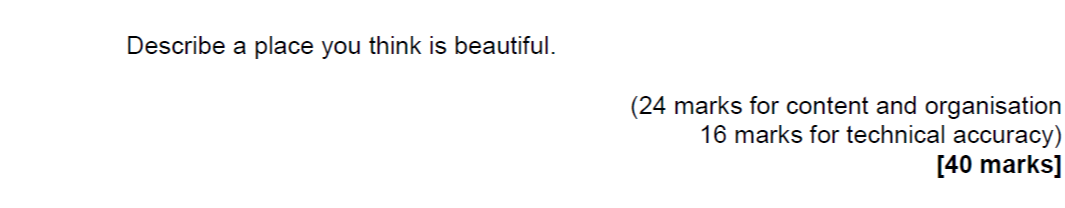 Describe a place you think is beautiful.
(24 marks for content and organisation
16 marks for technical accuracy)
[40 marks]